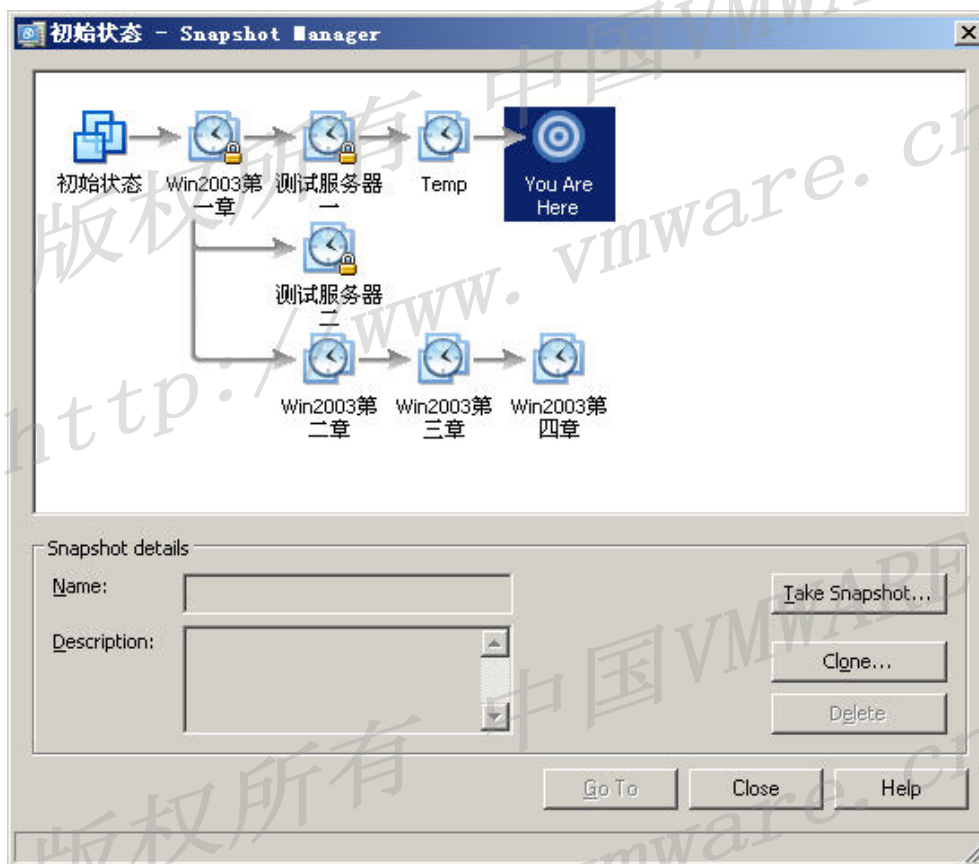 初始状态 - Snapshot Manager
初始状态
Win2003第
一章
测试服务器
一
Temp
You Are
Here
测试服务器
二
Win2003第
二章
Win2003第
三章
Win2003第
四章
Snapshot details
Name:
Take Snapshot...
Description:
Clone...
Delete
Go To
Close
Help
版权所有 中国VMWARE
http://www.vmware.cn
版权所有 中国VMWARE
vmware.cn